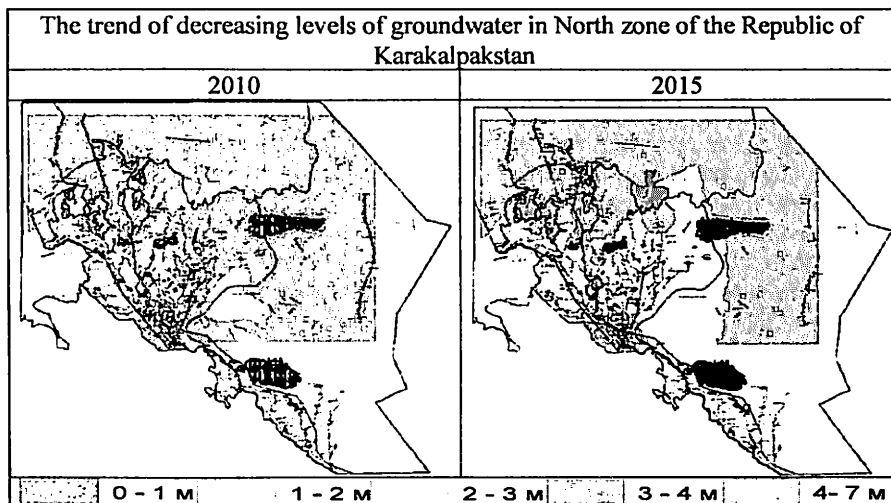 The trend of decreasing levels of groundwater in North zone of the Republic of
Karakalpakstan
2010 2015
0 - 1 м 1 - 2 м 2 - 3 м 3 - 4 м 4- 7 м